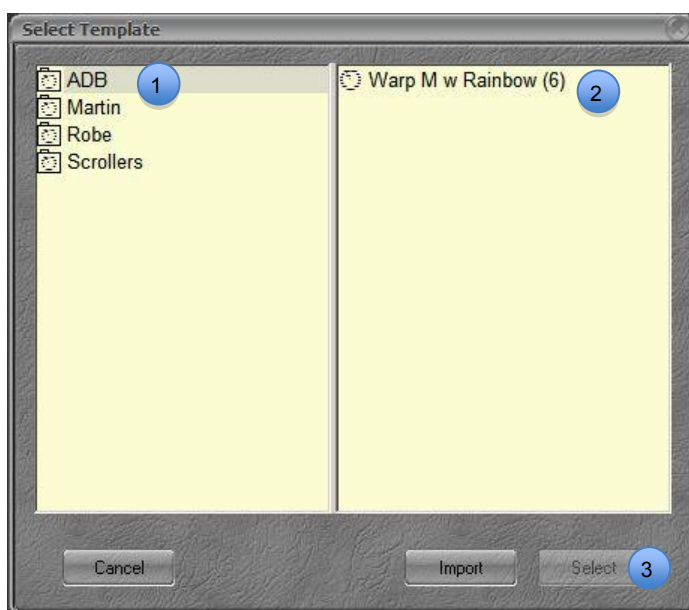 Select Template
ADB
1
Warp M w Rainbow (6)
2
Martin
Robe
Scrollers
Cancel
Import
Select
3